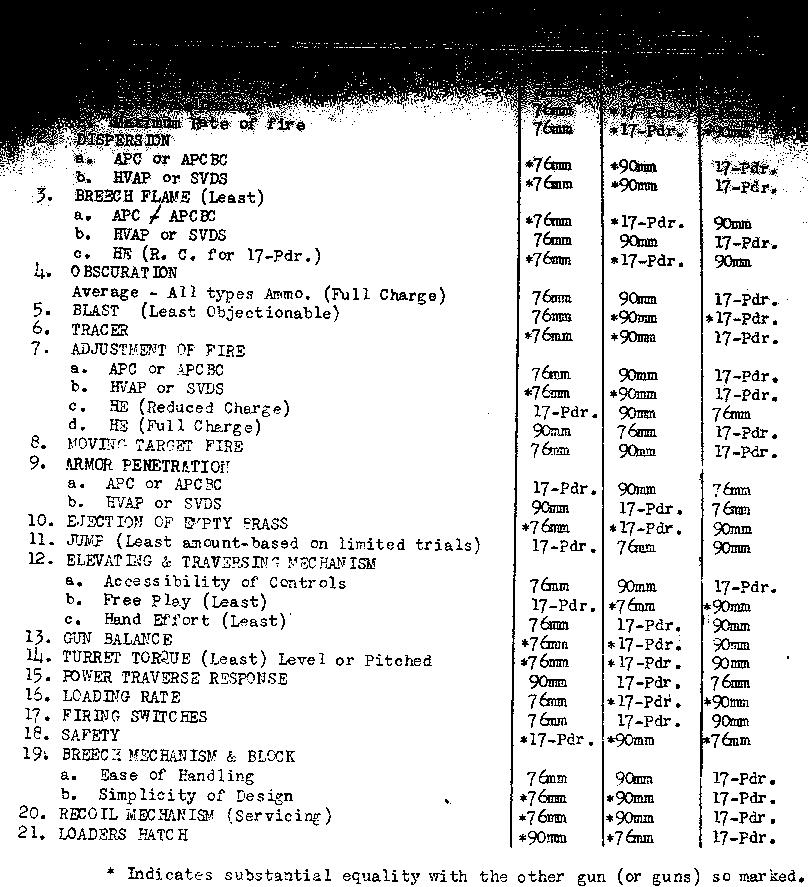 76mm *17-Pdr.
Maximum Rate of fire 76mm *17-Pdr. *90mm
DISPERSION
a. APC or APCBC *76mm *90mm 17-Pdr.
b. HVAP or SVDS *76mm *90mm 17-Pdr.
3. BREECH FLAME (Least)
a. APC / APCBC *76mm *17-Pdr. 90mm
b. HVAP or SVDS 76mm 90mm 17-Pdr.
c. HE (R. C. for 17-Pdr.) *76mm *17-Pdr. 90mm
4. OBSCURATION
Average - All types Ammo. (Full Charge) 76mm 90mm 17-Pdr.
5. BLAST (Least Objectionable) 76mm *90mm *17-Pdr.
6. TRACER *76mm *90mm 17-Pdr.
7. ADJUSTMENT OF FIRE
a. APC or APCBC 76mm 90mm 17-Pdr.
b. HVAP or SVDS *76mm *90mm 17-Pdr.
c. HE (Reduced Charge) 17-Pdr. 90mm 76mm
d. HE (Full Charge) 90mm 76mm 17-Pdr.
8. MOVING TARGET FIRE 76mm 90mm 17-Pdr.
9. ARMOR PENETRATION
a. APC or APCBC 17-Pdr. 90mm 76mm
b. HVAP or SVDS 90mm 17-Pdr. 76mm
10. EJECTION OF EMPTY BRASS *76mm *17-Pdr. 90mm
11. JUMP (Least amount-based on limited trials) 17-Pdr. 76mm 90mm
12. ELEVATING & TRAVERSING MECHANISM
a. Accessibility of Controls 76mm 90mm 17-Pdr.
b. Free Play (Least) 17-Pdr. *76mm *90mm
c. Hand Effort (Least) 76mm 17-Pdr. 90mm
13. GUN BALANCE *76mm *17-Pdr. 90mm
14. TURRET TORQUE (Least) Level or Pitched *76mm *17-Pdr. 90mm
15. POWER TRAVERSE RESPONSE 90mm 17-Pdr. 76mm
16. LOADING RATE 76mm *17-Pdr. *90mm
17. FIRING SWITCHES 76mm 17-Pdr. 90mm
18. SAFETY *17-Pdr. *90mm *76mm
19. BREECH MECHANISM & BLOCK
a. Ease of Handling 76mm 90mm 17-Pdr.
b. Simplicity of Design *76mm *90mm 17-Pdr.
20. RECOIL MECHANISM (Servicing) *76mm *90mm 17-Pdr.
21. LOADERS HATCH *90mm *76mm 17-Pdr.
* Indicates substantial equality with the other gun (or guns) so marked.